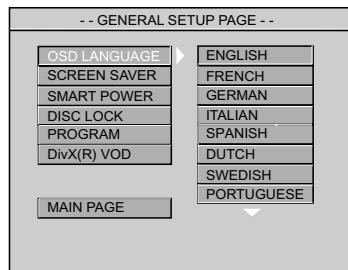 - - GENERAL SETUP PAGE - -
OSD LANGUAGE
SCREEN SAVER
SMART POWER
DISC LOCK
PROGRAM
DivX(R) VOD
MAIN PAGE
ENGLISH
FRENCH
GERMAN
ITALIAN
SPANISH
DUTCH
SWEDISH
PORTUGUESE